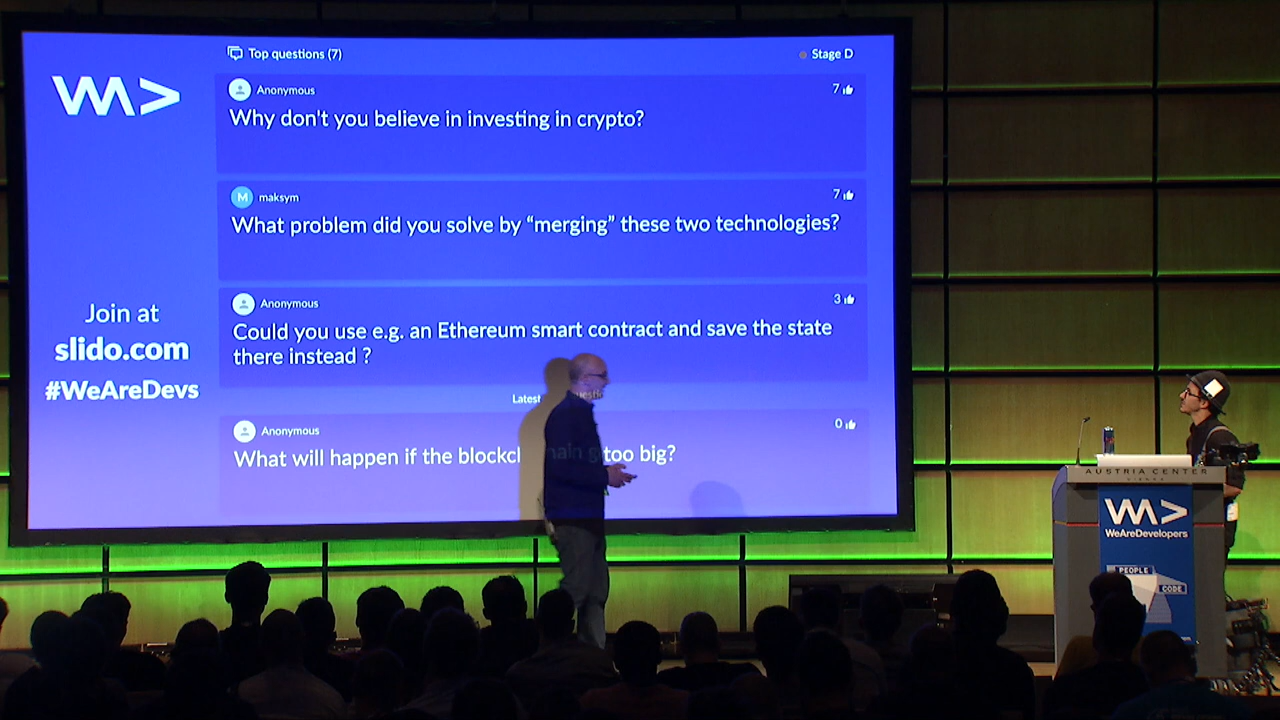 Top questions (7)
Stage D
WA>
Anonymous
7
Why don't you believe in investing in crypto?
M
maksym
7
What problem did you solve by “merging” these two technologies?
Anonymous
3
Could you use e.g. an Ethereum smart contract and save the state
there instead ?
Join at
slido.com
#WeAreDevs
Latest
Anonymous
0
What will happen if the too big?
AUSTRIA CENTER
VIENNA
WA>
WeAreDevelopers
PEOPLE
CODE